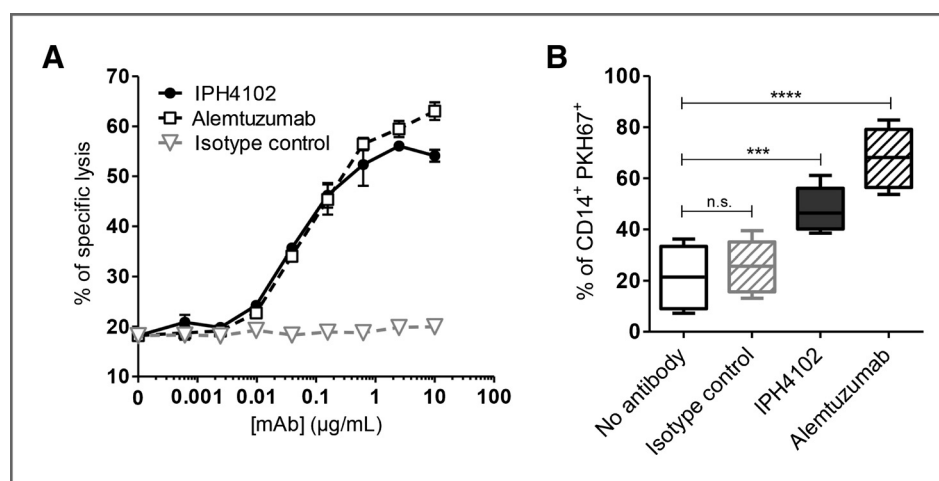 A
70
60
50
40
30
20
10
% of specific lysis
IPH4102
Alemtuzumab
Isotype control
0 0.001 0.01 0.1 1 10 100
[mAb] (µg/mL)
B
100
80
60
40
20
0
% of CD14+ PKH67+
****
***
n.s.
No antibody
Isotype control
IPH4102
Alemtuzumab